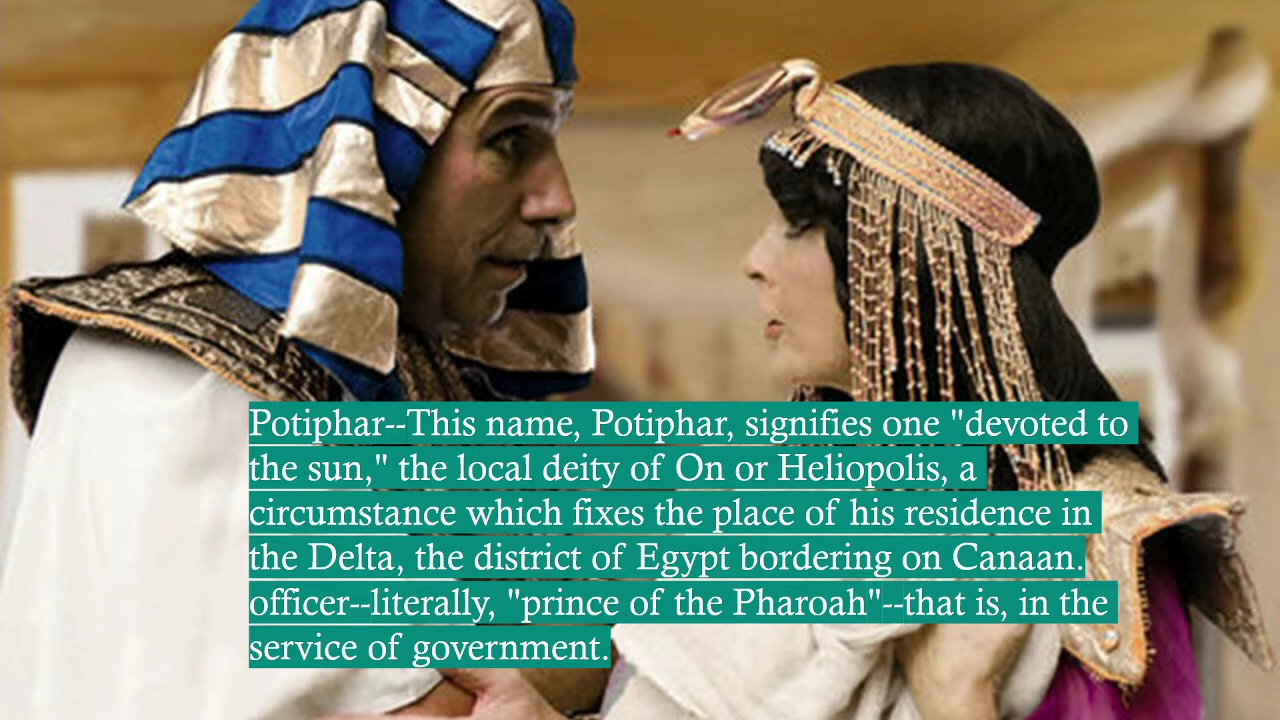 Potiphar--This name, Potiphar, signifies one "devoted to
the sun," the local deity of On or Heliopolis, a
circumstance which fixes the place of his residence in
the Delta, the district of Egypt bordering on Canaan.
officer--literally, "prince of the Pharoah"--that is, in the
service of government.